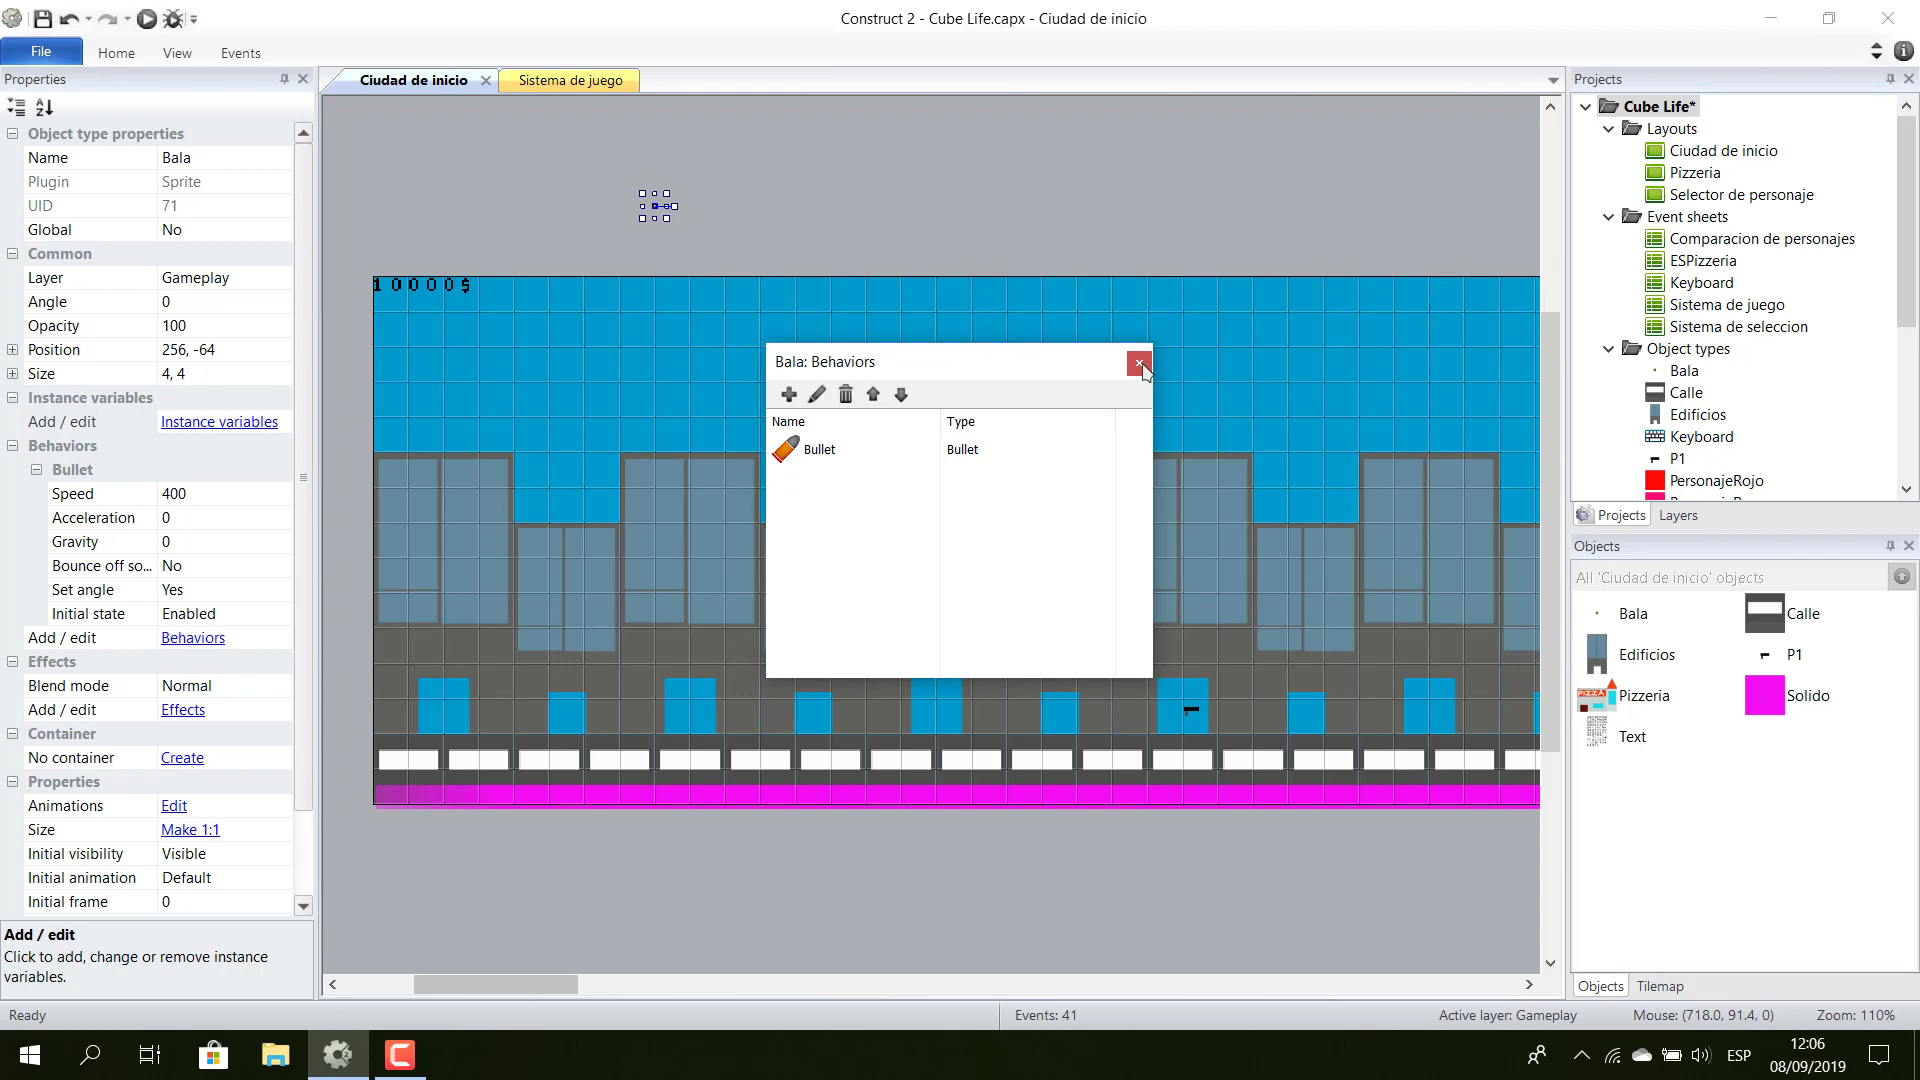 Construct 2 - Cube Life.capx - Ciudad de inicio
File
Home
View
Events
Properties
Object type properties
Name Bala
Plugin Sprite
UID 71
Global No
Common
Layer Gameplay
Angle 0
Opacity 100
Position 256, -64
Size 4, 4
Instance variables
Add / edit Instance variables
Behaviors
Bullet
Speed 400
Acceleration 0
Gravity 0
Bounce off so... No
Set angle Yes
Initial state Enabled
Add / edit Behaviors
Effects
Blend mode Normal
Add / edit Effects
Container
No container Create
Properties
Animations Edit
Size Make 1:1
Initial visibility Visible
Initial animation Default
Initial frame 0
Add / edit
Click to add, change or remove instance
variables.
Ciudad de inicio
Sistema de juego
10000$
Bala: Behaviors
Name Type
Bullet Bullet
Projects
Cube Life*
Layouts
Ciudad de inicio
Pizzeria
Selector de personaje
Event sheets
Comparacion de personajes
ESPizzeria
Keyboard
Sistema de juego
Sistema de seleccion
Object types
Bala
Calle
Edificios
Keyboard
P1
PersonajeRojo
Projects
Layers
Objects
All 'Ciudad de inicio' objects
Bala
Calle
Edificios
P1
PIZZA
Pizzeria
Solido
Text
Objects
Tilemap
Ready
Events: 41
Active layer: Gameplay
Mouse: (718.0, 91.4, 0)
Zoom: 110%
ESP
12:06
08/09/2019